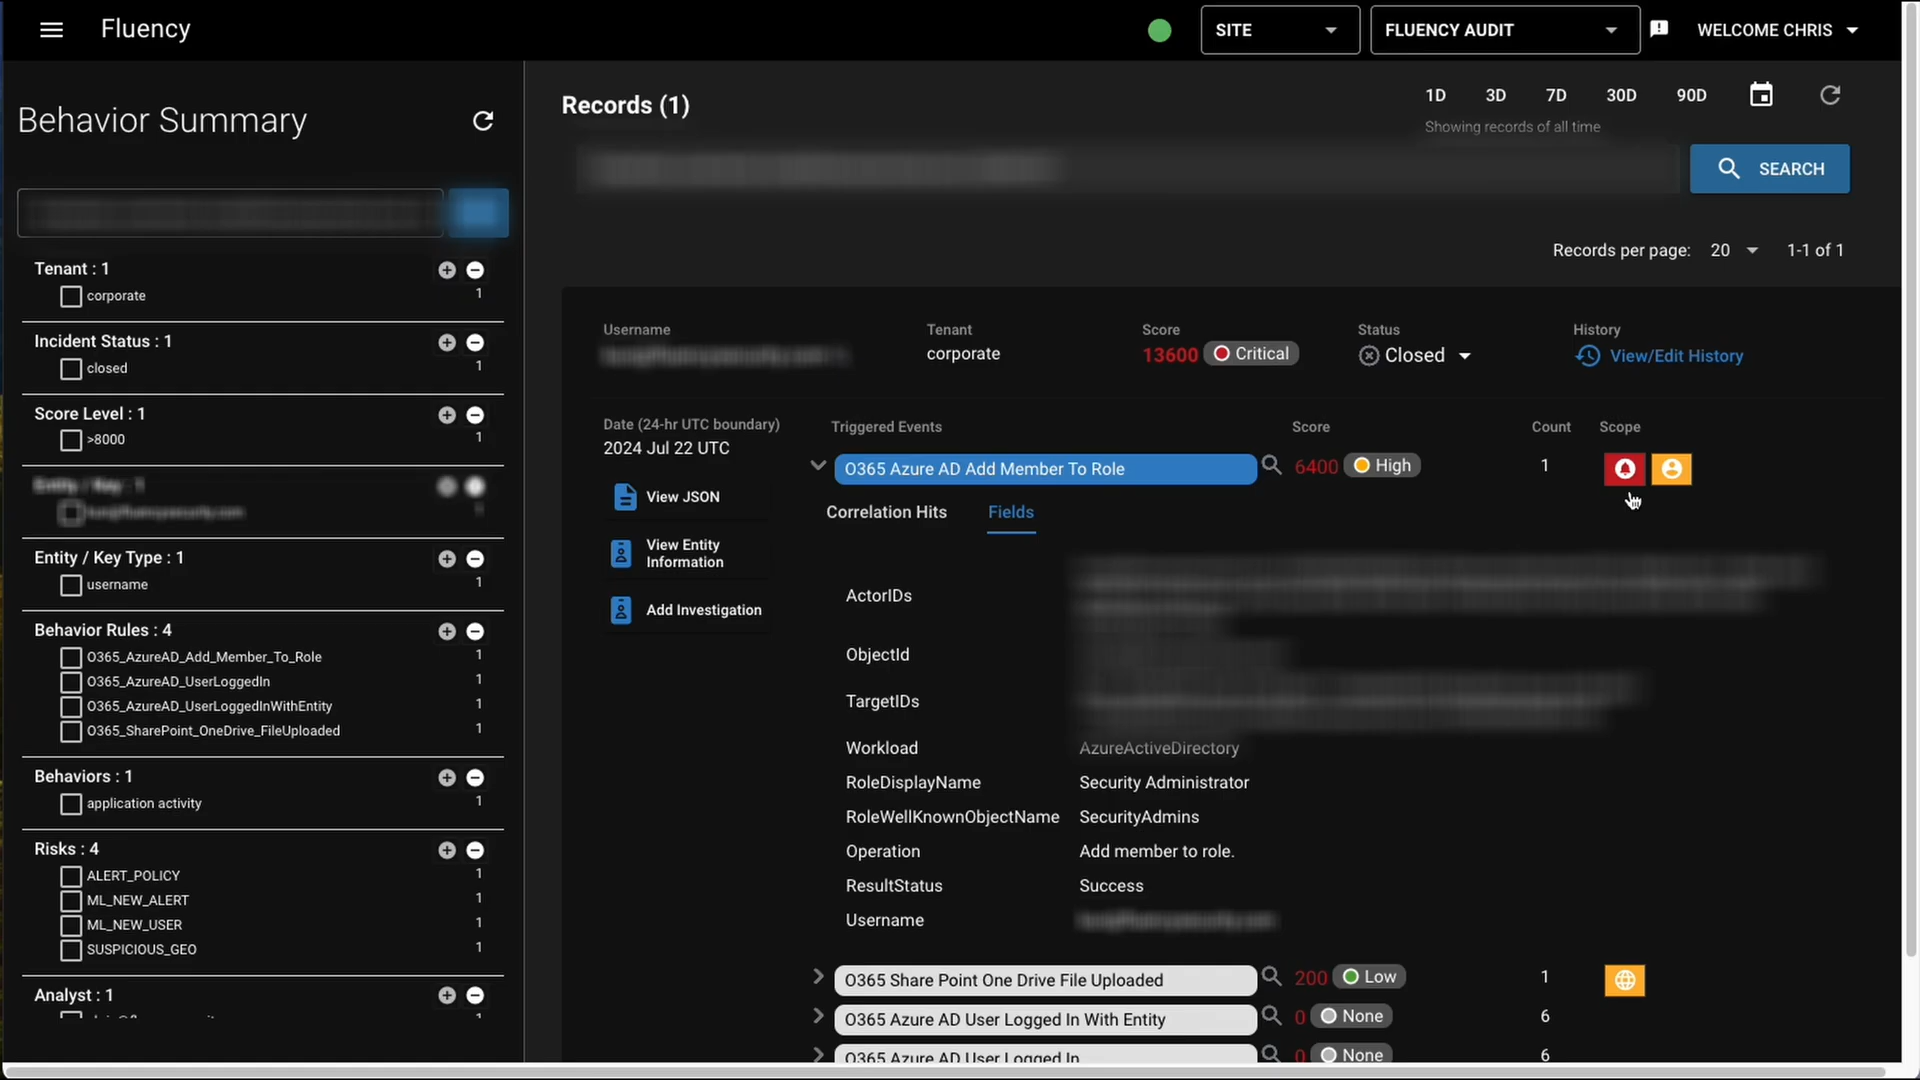 Fluency
SITE
FLUENCY AUDIT
WELCOME CHRIS
Behavior Summary
Tenant : 1
corporate
1
Incident Status : 1
closed
1
Score Level : 1
>8000
1
Entity / Key : 1
Entity / Key Type : 1
username
1
Behavior Rules : 4
O365_AzureAD_Add_Member_To_Role
1
O365_AzureAD_UserLoggedIn
1
O365_AzureAD_UserLoggedInWithEntity
1
O365_SharePoint_OneDrive_FileUploaded
1
Behaviors : 1
application activity
1
Risks : 4
ALERT_POLICY
1
ML_NEW_ALERT
1
ML_NEW_USER
1
SUSPICIOUS_GEO
1
Analyst : 1
Records (1)
1D 3D 7D 30D 90D
Showing records of all time
SEARCH
Records per page: 20 1-1 of 1
Username Tenant Score Status History
corporate 13600 Critical Closed View/Edit History
Date (24-hr UTC boundary)
2024 Jul 22 UTC
View JSON
View Entity
Information
Add Investigation
Triggered Events Score Count Scope
O365 Azure AD Add Member To Role 6400 High 1
Correlation Hits Fields
ActorIDs
ObjectId
TargetIDs
Workload AzureActiveDirectory
RoleDisplayName Security Administrator
RoleWellKnownObjectName SecurityAdmins
Operation Add member to role.
ResultStatus Success
Username
O365 Share Point One Drive File Uploaded 200 Low 1
O365 Azure AD User Logged In With Entity 0 None 6
O365 Azure AD User Logged In 0 None 6